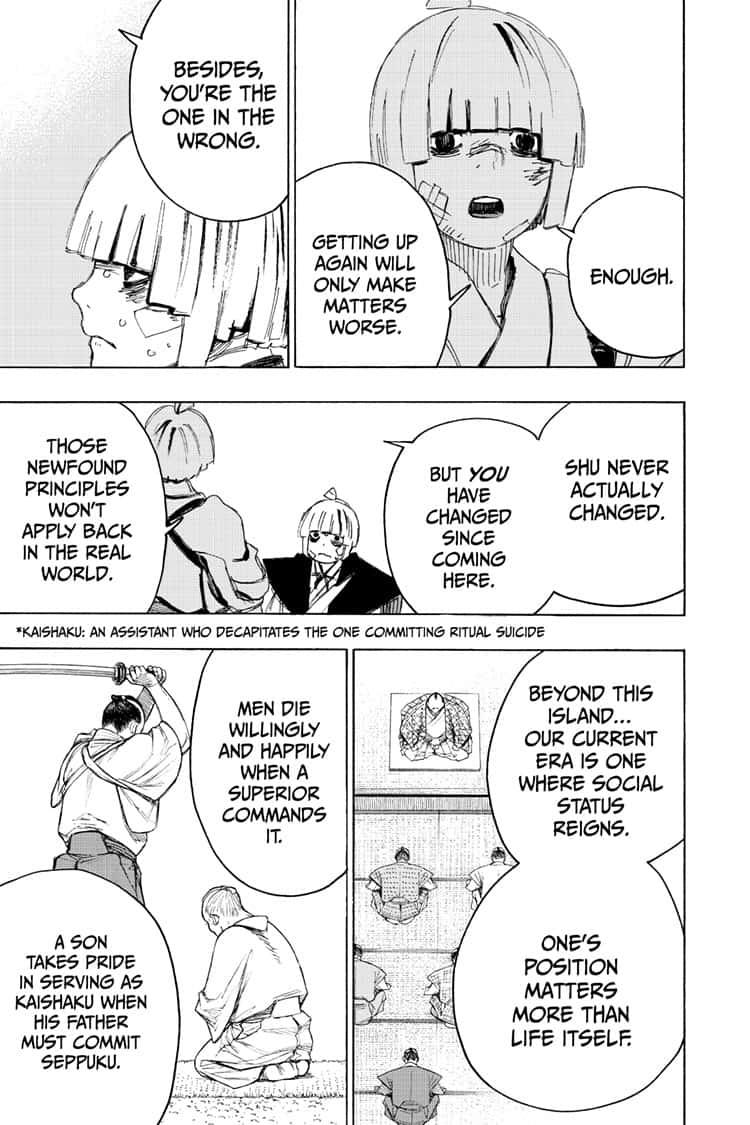 ENOUGH.
GETTING UP
AGAIN WILL
ONLY MAKE
MATTERS
WORSE.
BESIDES,
YOU'RE THE
ONE IN THE
WRONG.
SHU NEVER
ACTUALLY
CHANGED.
BUT YOU
HAVE
CHANGED
SINCE
COMING
HERE.
THOSE
NEWFOUND
PRINCIPLES
WON'T
APPLY BACK
IN THE REAL
WORLD.
*KAISHAKU: AN ASSISTANT WHO DECAPITATES THE ONE COMMITTING RITUAL SUICIDE
BEYOND THIS
ISLAND...
OUR CURRENT
ERA IS ONE
WHERE SOCIAL
STATUS
REIGNS.
ONE'S
POSITION
MATTERS
MORE THAN
LIFE ITSELF.
MEN DIE
WILLINGLY
AND HAPPILY
WHEN A
SUPERIOR
COMMANDS
IT.
A SON
TAKES PRIDE
IN SERVING AS
KAISHAKU WHEN
HIS FATHER
MUST COMMIT
SEPPUKU.